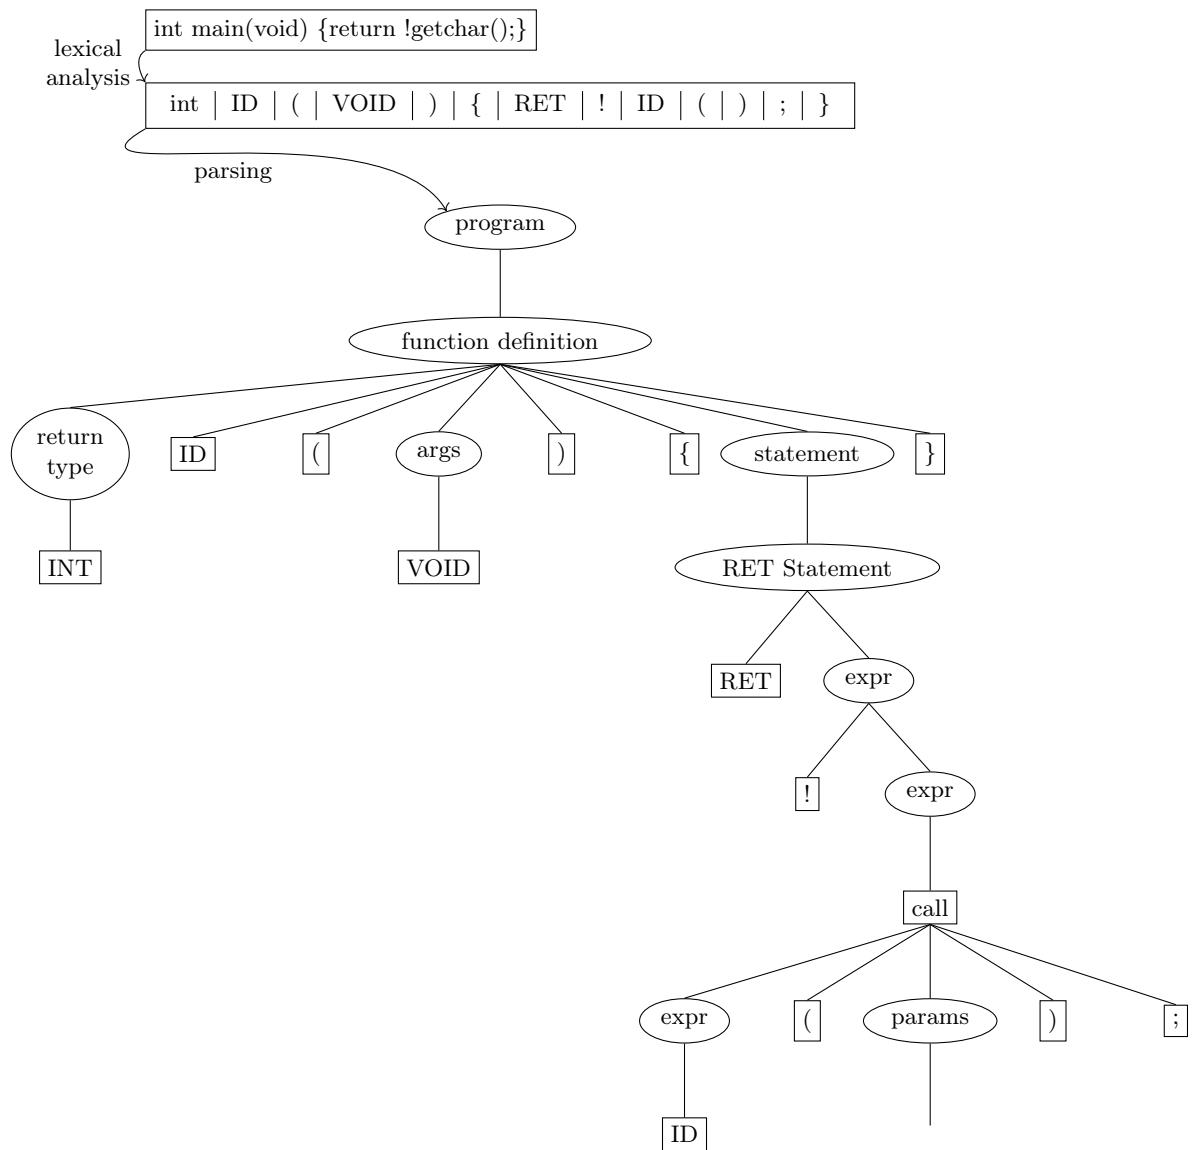 int main(void) {return !getchar();}
lexical
analysis
int | ID | ( | VOID | ) | { | RET | ! | ID | ( | ) | ; | }
parsing
program
function definition
return
type
ID
(
args
)
{
statement
}
INT
VOID
RET Statement
RET
expr
!
expr
call
expr
(
params
)
;
ID